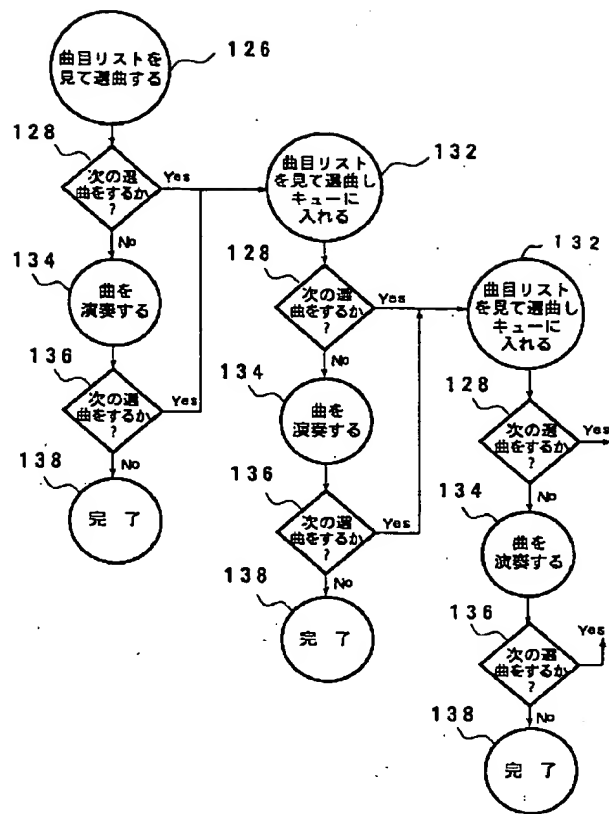 曲目リストを
見て選曲する
126
128
次の選
曲をするか
?
Yes
No
134
曲を
演奏する
136
次の選
曲をするか
?
Yes
No
138
完 了
132
曲目リスト
を見て選曲し
キューに
入れる
128
次の選
曲をするか
?
Yes
No
134
曲を
演奏する
136
次の選
曲をするか
?
Yes
No
138
完 了
132
曲目リスト
を見て選曲し
キューに
入れる
128
次の選
曲をするか
?
Yes
No
134
曲を
演奏する
136
次の選
曲をするか
?
Yes
No
138
完 了